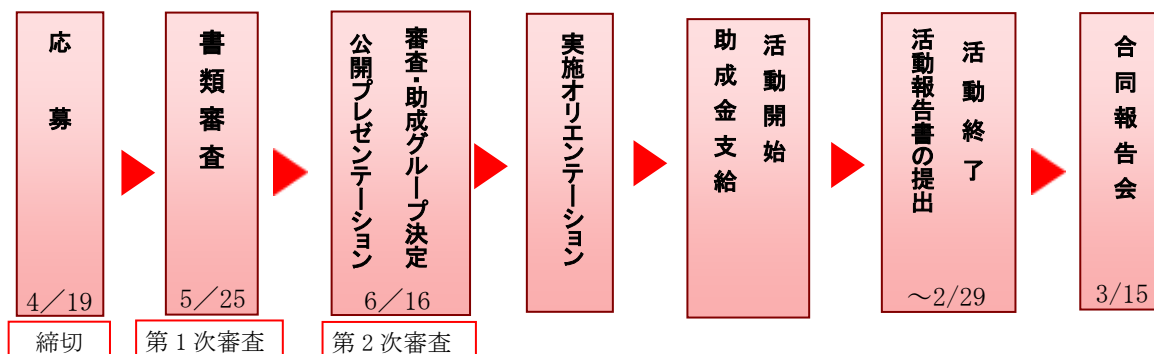 応募
4／19
締切
書類審査
5／25
第1次審査
審査・助成グループ決定
公開プレゼンテーション
6／16
第2次審査
実施オリエンテーション
活動開始
助成金支給
活動終了
活動報告書の提出
～2/29
合同報告会
3/15